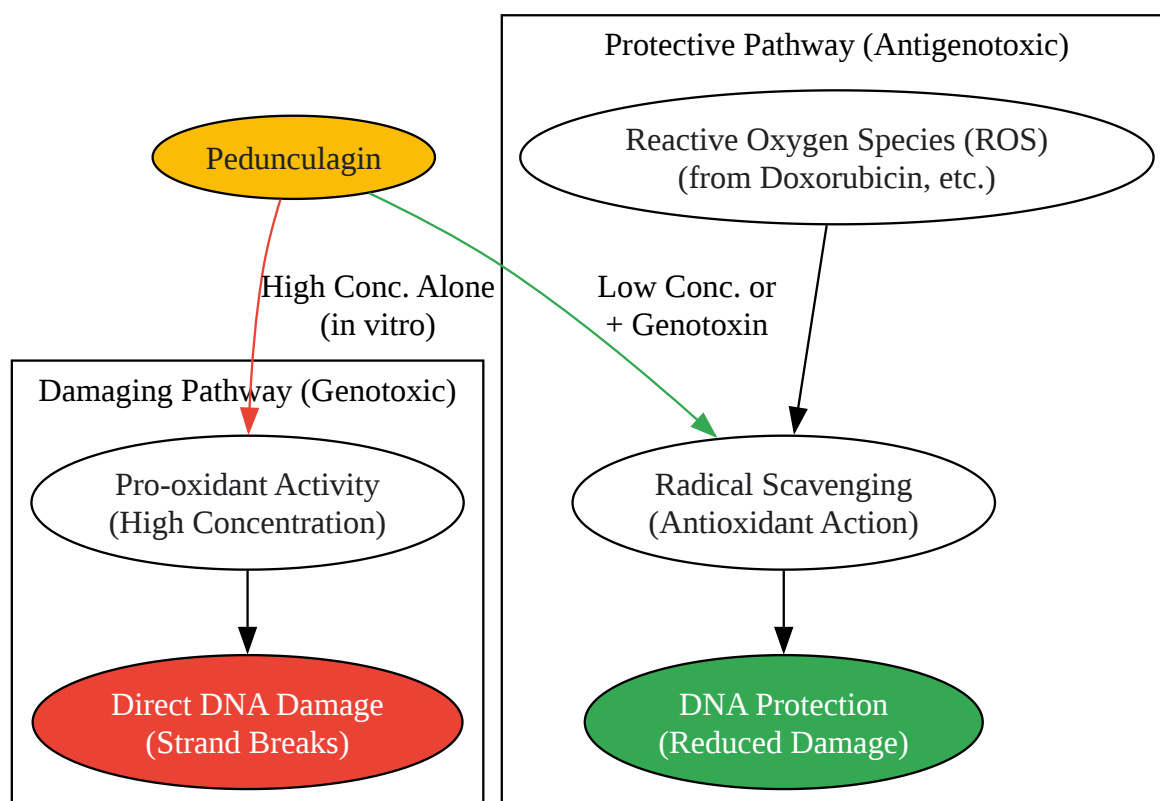 Protective Pathway (Antigenotoxic)
Pedunculagin
Reactive Oxygen Species (ROS)
(from Doxorubicin, etc.)
High Conc. Alone
(in vitro)
Low Conc. or
+ Genotoxin
Damaging Pathway (Genotoxic)
Pro-oxidant Activity
(High Concentration)
Radical Scavenging
(Antioxidant Action)
Direct DNA Damage
(Strand Breaks)
DNA Protection
(Reduced Damage)